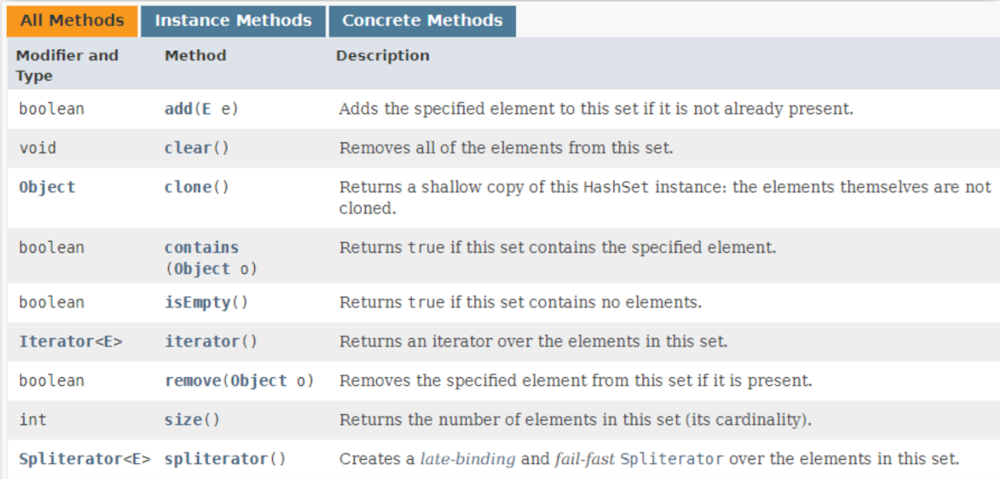 All Methods Instance Methods Concrete Methods
Modifier and Type Method Description
boolean add(E e) Adds the specified element to this set if it is not already present.
void clear() Removes all of the elements from this set.
Object clone() Returns a shallow copy of this HashSet instance: the elements themselves are not
cloned.
boolean contains Returns true if this set contains the specified element.
(Object o)
boolean isEmpty() Returns true if this set contains no elements.
Iterator<E> iterator() Returns an iterator over the elements in this set.
boolean remove(Object o) Removes the specified element from this set if it is present.
int size() Returns the number of elements in this set (its cardinality).
Spliterator<E> spliterator() Creates a late-binding and fail-fast Spliterator over the elements in this set.